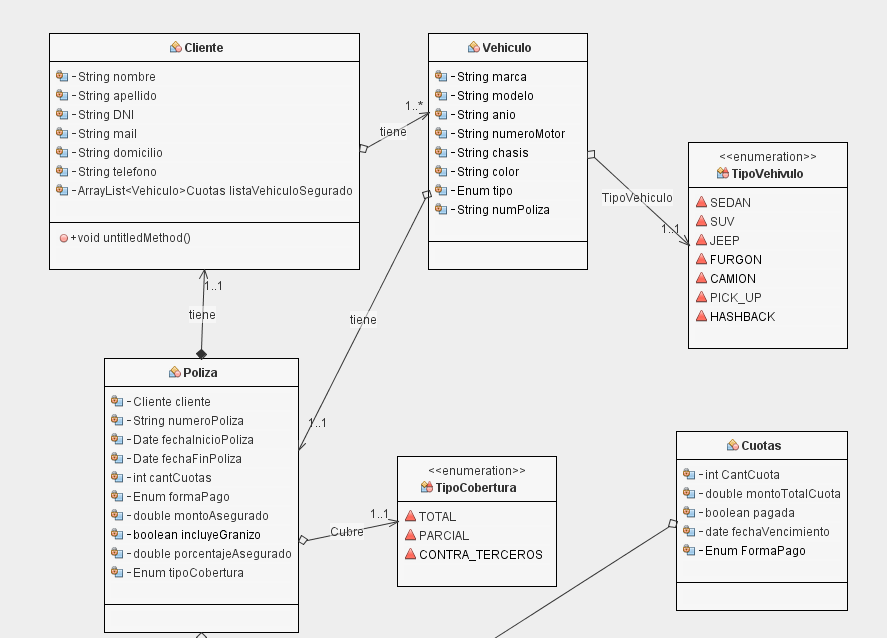 Cliente
-String nombre
-String apellido
-String DNI
-String mail
-String domicilio
-String telefono
-ArrayList<Vehiculo>Cuotas listaVehiculoSegurado
+void untitledMethod()
1..*
tiene
Vehiculo
-String marca
-String modelo
-String anio
-String numeroMotor
-String chasis
-String color
-Enum tipo
-String numPoliza
TipoVehiculo
1..1
<<enumeration>>
TipoVehivulo
SEDAN
SUV
JEEP
FURGON
CAMION
PICK_UP
HASHBACK
1..1
tiene
tiene
1..1
Poliza
-Cliente cliente
-String numeroPoliza
-Date fechaInicioPoliza
-Date fechaFinPoliza
-int cantCuotas
-Enum formaPago
-double montoAsegurado
-boolean incluyeGranizo
-double porcentajeAsegurado
-Enum tipoCobertura
Cubre
1..1
<<enumeration>>
TipoCobertura
TOTAL
PARCIAL
CONTRA_TERCEROS
Cuotas
-int CantCuota
-double montoTotalCuota
-boolean pagada
-date fechaVencimiento
-Enum FormaPago